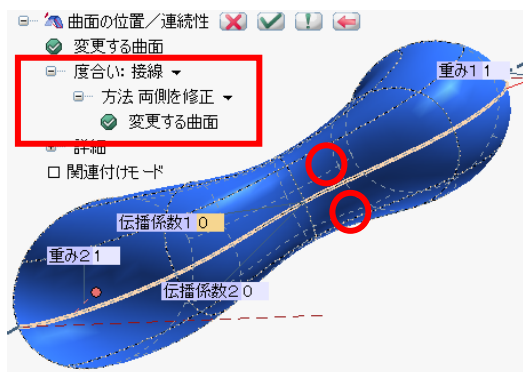 曲面の位置/連続性
変更する曲面
度合い: 接線
方法 両側を修正
変更する曲面
詳細
関連付けモード
重み1 1
伝播係数1 0
重み2 1
伝播係数2 0